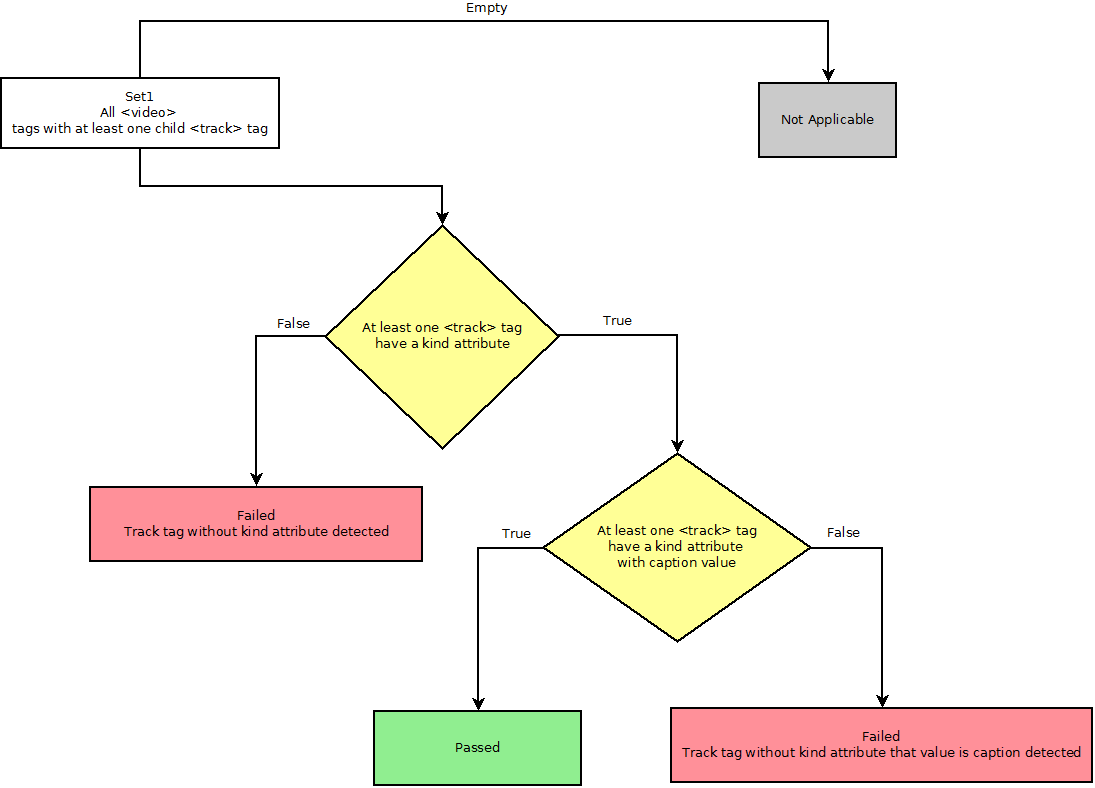 Empty
Set1
All <video>
tags with at least one child <track> tag
Not Applicable
False
True
At least one <track> tag
have a kind attribute
Failed
Track tag without kind attribute detected
True
False
At least one <track> tag
have a kind attribute
with caption value
Passed
Failed
Track tag without kind attribute that value is caption detected